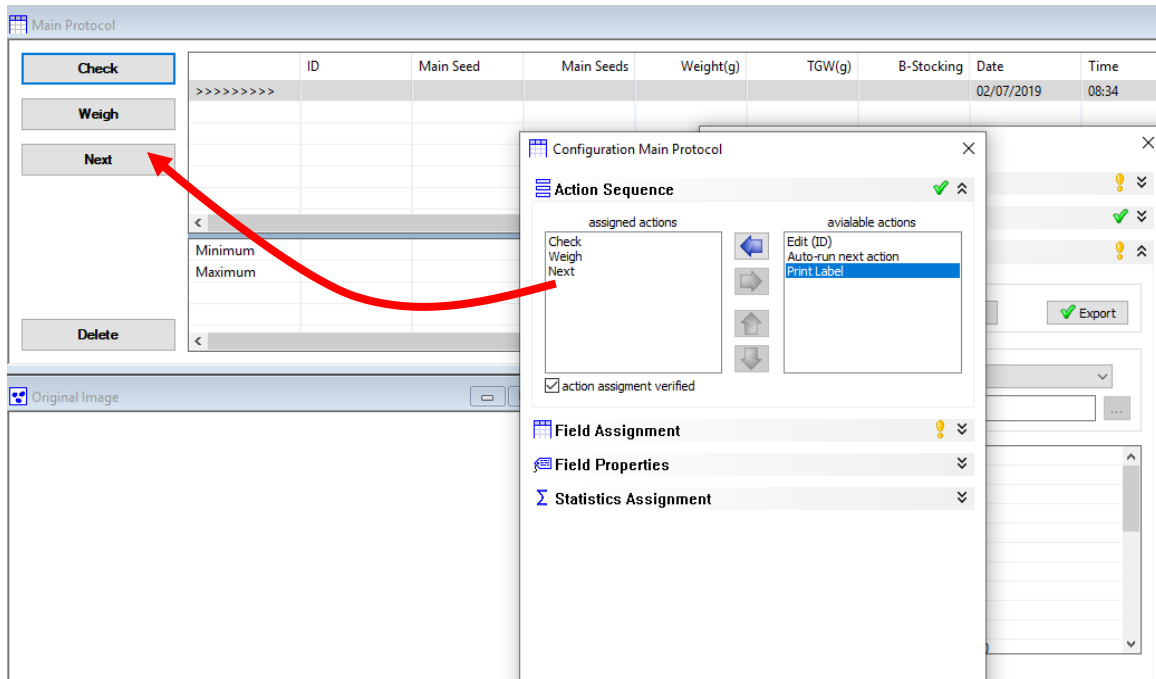 Main Protocol
Check
Weigh
Next
Delete
ID Main Seed Main Seeds Weight(g) TGW(g) B-Stocking Date Time
>>>>>>>>> 02/07/2019 08:34
Minimum
Maximum
Original Image
Configuration Main Protocol
Action Sequence
assigned actions
Check
Weigh
Next
avialable actions
Edit (ID)
Auto-run next action
Print Label
action assigment verified
Field Assignment
Field Properties
Statistics Assignment
Export
...